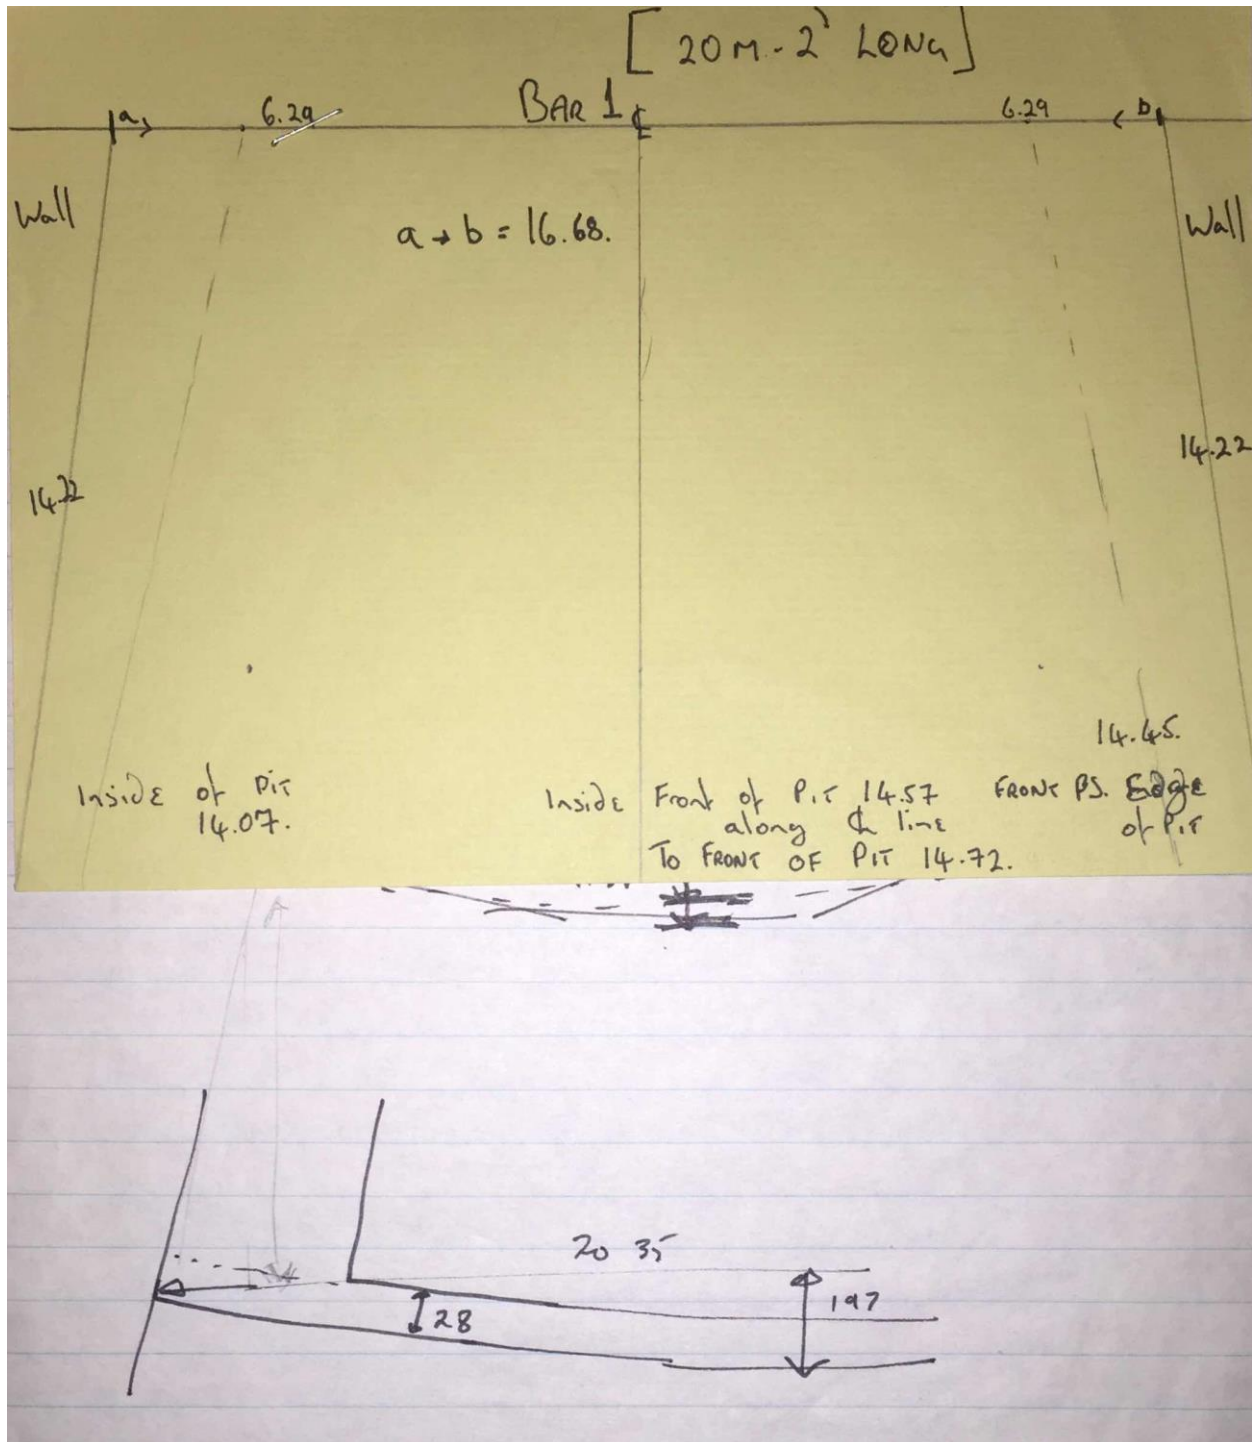 [ 20M-2' LONG ]
BAR 1 ℄
a
6.29
6.29
b
Wall
Wall
a → b = 16.68.
14.22
14.22
14.45.
Inside of Pit
14.07.
Inside Front of Pit 14.57
along ℄ line
To FRONT OF PIT 14.72.
FRONT PS. Edge
of Pit
20 35
28
197